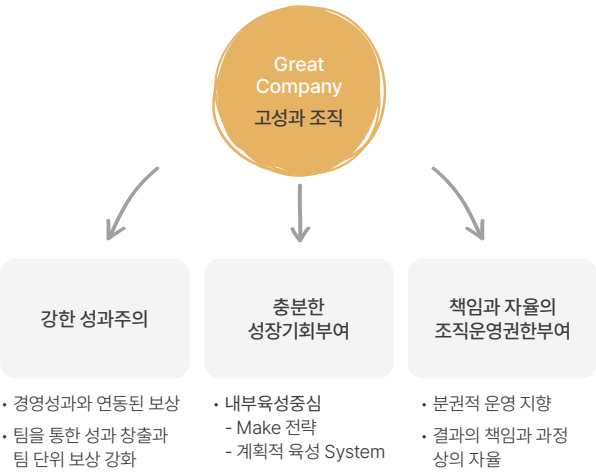 Great
Company
고성과 조직
강한 성과주의
충분한
성장기회부여
책임과 자율의
조직운영권한부여
• 경영성과와 연동된 보상
• 팀을 통한 성과 창출과
팀 단위 보상 강화
• 내부육성중심
- Make 전략
- 계획적 육성 System
• 분권적 운영 지향
• 결과의 책임과 과정
상의 자율